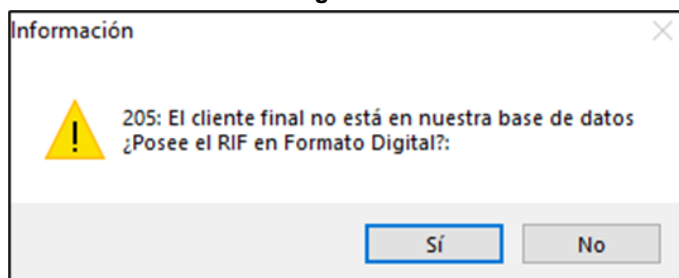 Información
205: El cliente final no está en nuestra base de datos
¿Posee el RIF en Formato Digital?:
Sí
No